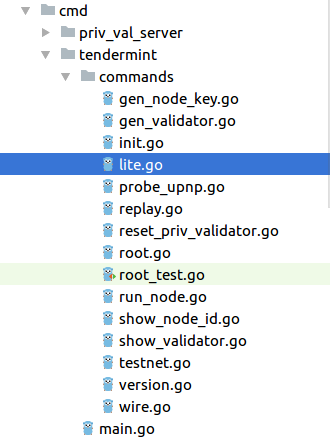 cmd
priv_val_server
tendermint
commands
gen_node_key.go
gen_validator.go
init.go
lite.go
probe_upnp.go
replay.go
reset_priv_validator.go
root.go
root_test.go
run_node.go
show_node_id.go
show_validator.go
testnet.go
version.go
wire.go
main.go